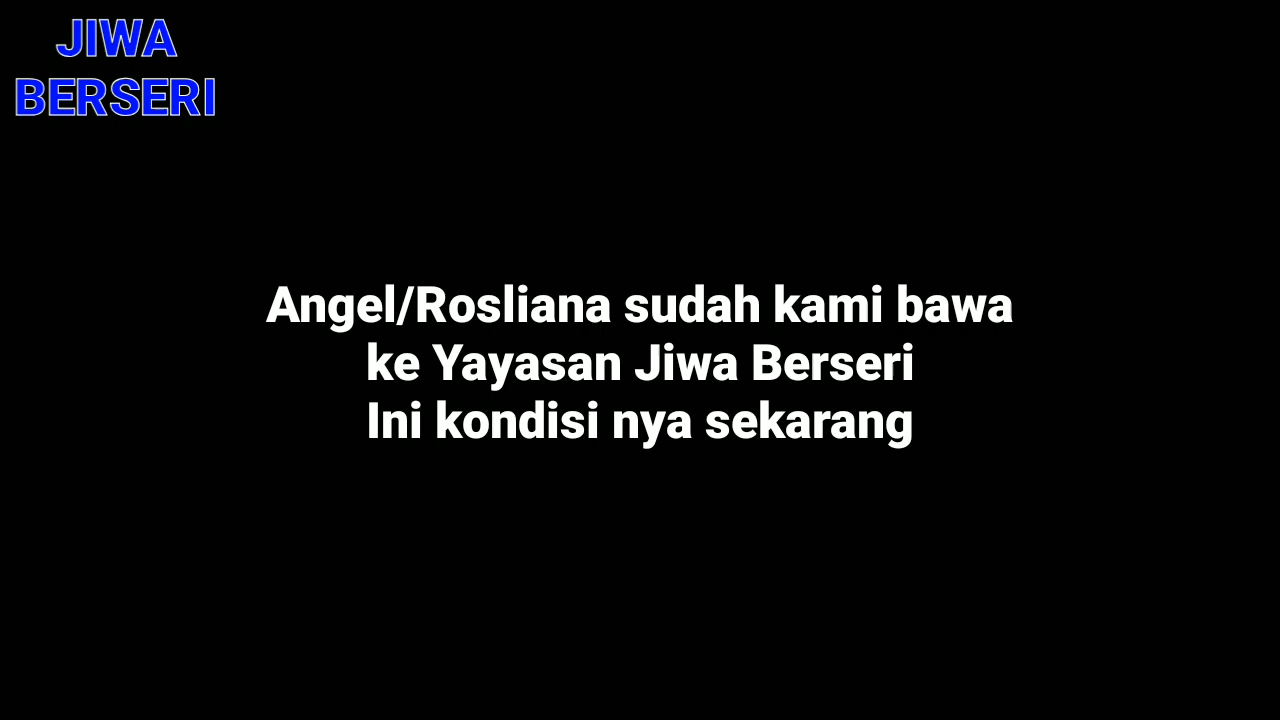 JIWA
BERSERI
Angel/Rosliana sudah kami bawa
ke Yayasan Jiwa Berseri
Ini kondisi nya sekarang